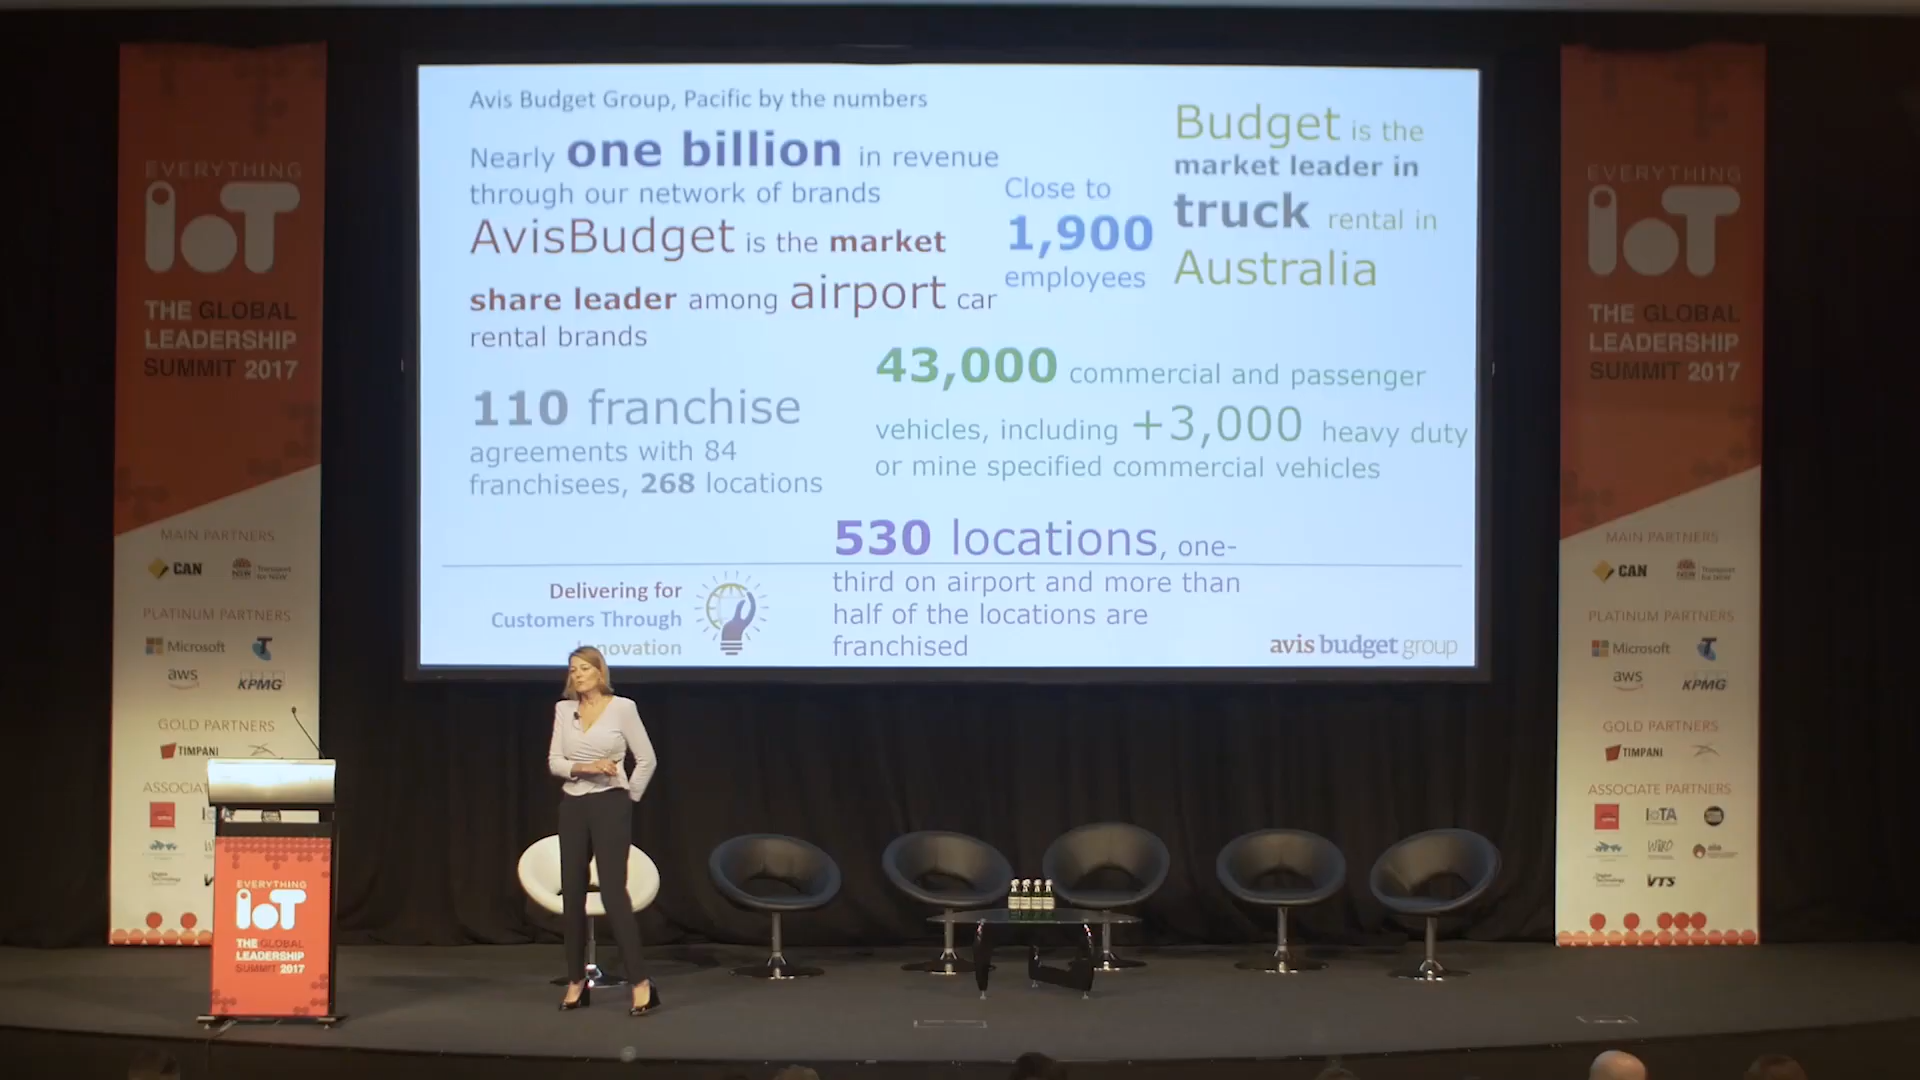 EVERYTHING
IoT
THE GLOBAL
LEADERSHIP
SUMMIT 2017
MAIN PARTNERS
CAN
PLATINUM PARTNERS
Microsoft
aws
KPMG
GOLD PARTNERS
TIMPANI
EVERYTHING
IoT
THE GLOBAL
LEADERSHIP
SUMMIT 2017
Avis Budget Group, Pacific by the numbers
Nearly one billion in revenue
through our network of brands
AvisBudget is the market
share leader among airport car
rental brands
Close to
1,900
employees
Budget is the
market leader in
truck rental in
Australia
110 franchise
agreements with 84
franchisees, 268 locations
43,000 commercial and passenger
vehicles, including +3,000 heavy duty
or mine specified commercial vehicles
530 locations, one-
third on airport and more than
half of the locations are
franchised
Delivering for
Customers Through
avis budget group
EVERYTHING
IoT
THE GLOBAL
LEADERSHIP
SUMMIT 2017
MAIN PARTNERS
CAN
PLATINUM PARTNERS
Microsoft
aws
KPMG
GOLD PARTNERS
TIMPANI
ASSOCIATE PARTNERS
IoTA
VTS